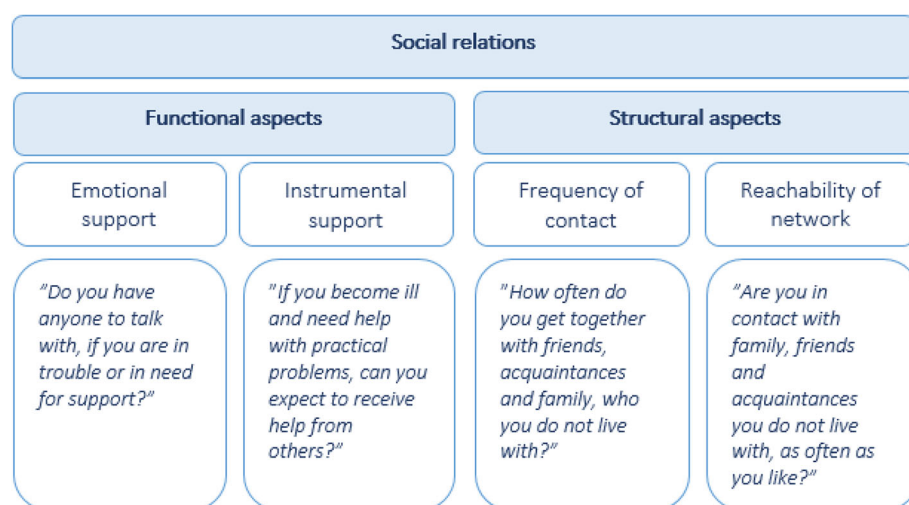 Social relations
Functional aspects
Structural aspects
Emotional
support
Instrumental
support
Frequency of
contact
Reachability of
network
”Do you have
anyone to talk
with, if you are in
trouble or in need
for support?”
”If you become ill
and need help
with practical
problems, can you
expect to receive
help from
others?”
”How often do
you get together
with friends,
acquaintances
and family, who
you do not live
with?”
”Are you in
contact with
family, friends
and
acquaintances
you do not live
with, as often as
you like?”